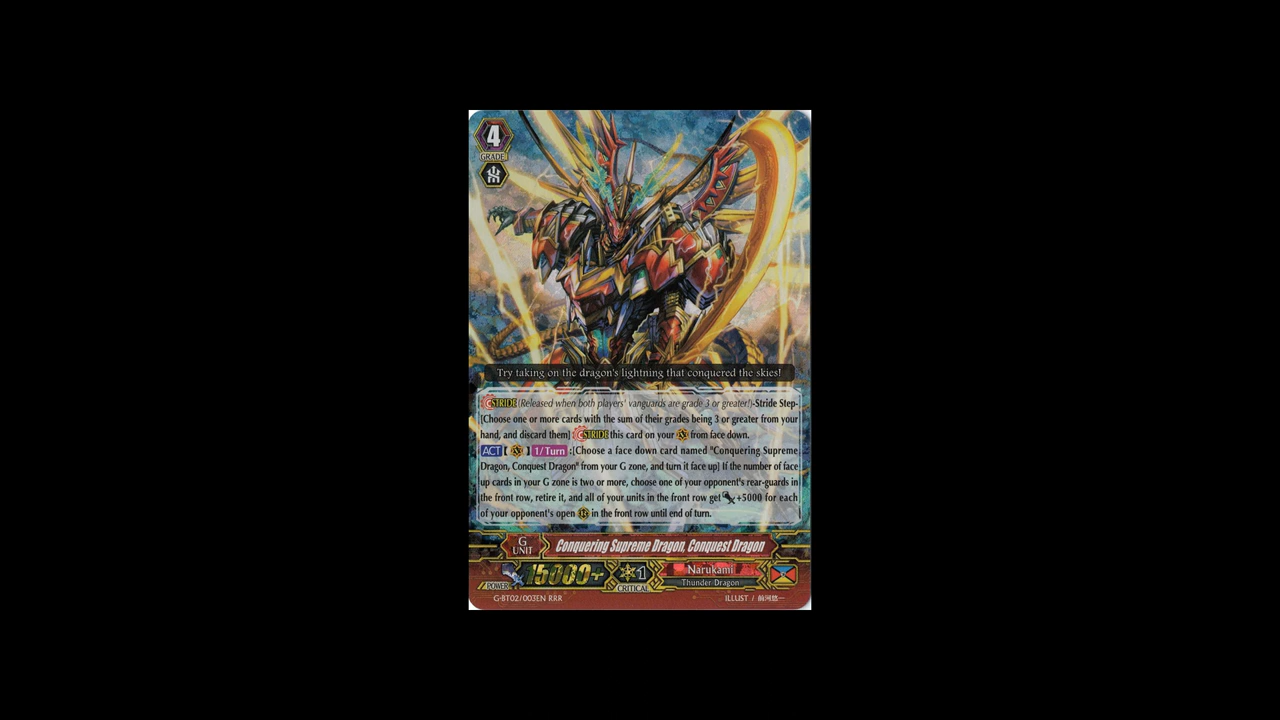 4
GRADE
Try taking on the dragon's lightning that conquered the skies!
STRIDE (Released when both players' vanguards are grade 3 or greater!)-Stride Step-
[Choose one or more cards with the sum of their grades being 3 or greater from your
hand, and discard them] STRIDE this card on your V from face down.
ACT [ V ] 1/Turn :[Choose a face down card named "Conquering Supreme
Dragon, Conquest Dragon" from your G zone, and turn it face up] If the number of face
up cards in your G zone is two or more, choose one of your opponent's rear-guards in
the front row, retire it, and all of your units in the front row get +5000 for each
of your opponent's open R in the front row until end of turn.
G UNIT Conquering Supreme Dragon, Conquest Dragon
POWER 15000+ 1 CRITICAL Narukami
Thunder Dragon
G-BT02/003EN RRR ILLUST / 前河悠一